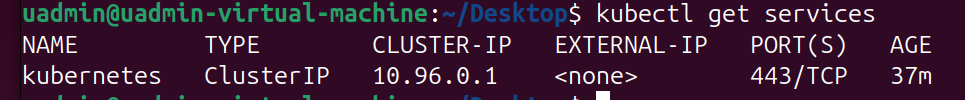 uadmin@uadmin-virtual-machine:~/Desktop$ kubectl get services
NAME TYPE CLUSTER-IP EXTERNAL-IP PORT(S) AGE
kubernetes ClusterIP 10.96.0.1 <none> 443/TCP 37m